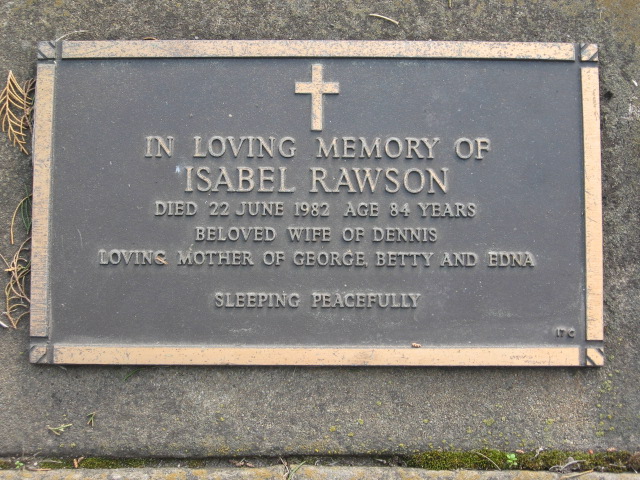 IN LOVING MEMORY OF
ISABEL RAWSON
DIED 22 JUNE 1982 AGE 84 YEARS
BELOVED WIFE OF DENNIS
LOVING MOTHER OF GEORGE, BETTY AND EDNA
SLEEPING PEACEFULLY